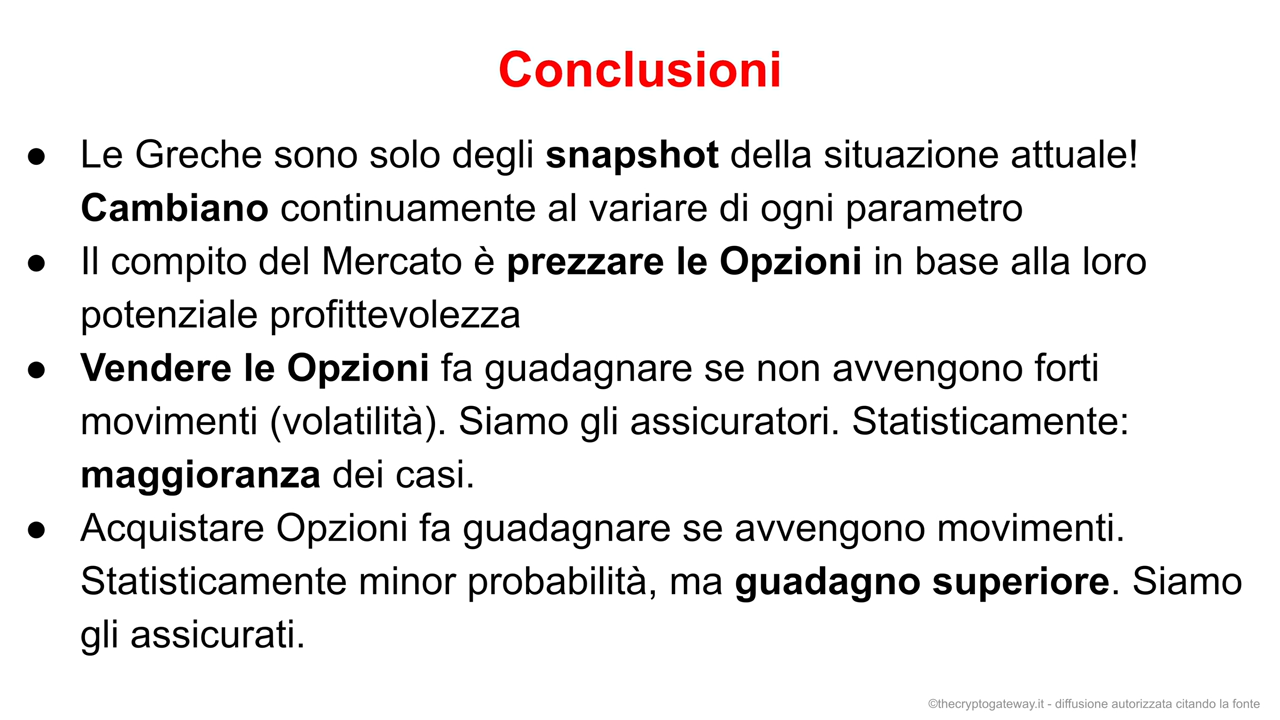 Conclusioni
● Le Greche sono solo degli snapshot della situazione attuale!
Cambiano continuamente al variare di ogni parametro
● Il compito del Mercato è prezzare le Opzioni in base alla loro
potenziale profittevolezza
● Vendere le Opzioni fa guadagnare se non avvengono forti
movimenti (volatilità). Siamo gli assicuratori. Statisticamente:
maggioranza dei casi.
● Acquistare Opzioni fa guadagnare se avvengono movimenti.
Statisticamente minor probabilità, ma guadagno superiore. Siamo
gli assicurati.
©thecryptogateway.it - diffusione autorizzata citando la fonte